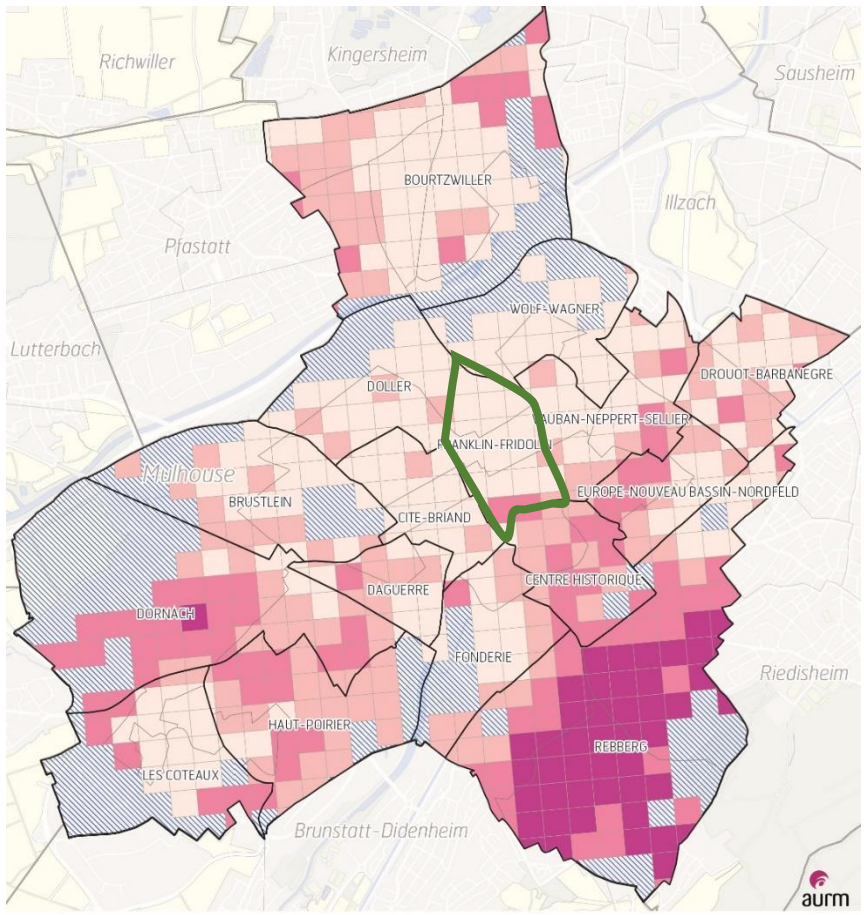 Richwiller
Kingersheim
Sausheim
BOURTZWILLER
Illzach
Pfastatt
WOLF-WAGNER
Lutterbach
DROUOT-BARBANEGRE
DOLLER
VAUBAN-NEPPERT-SELLIER
FRANKLIN-FRIDOLIN
Mulhouse
EUROPE-NOUVEAU BASSIN-NORDFELD
BRUSTLEIN
CITE-BRIAND
CENTRE HISTORIQUE
DAGUERRE
DORNACH
FONDERIE
Riedisheim
HAUT-POIRIER
REBBERG
LES COTEAUX
Brunstatt-Didenheim
aurm